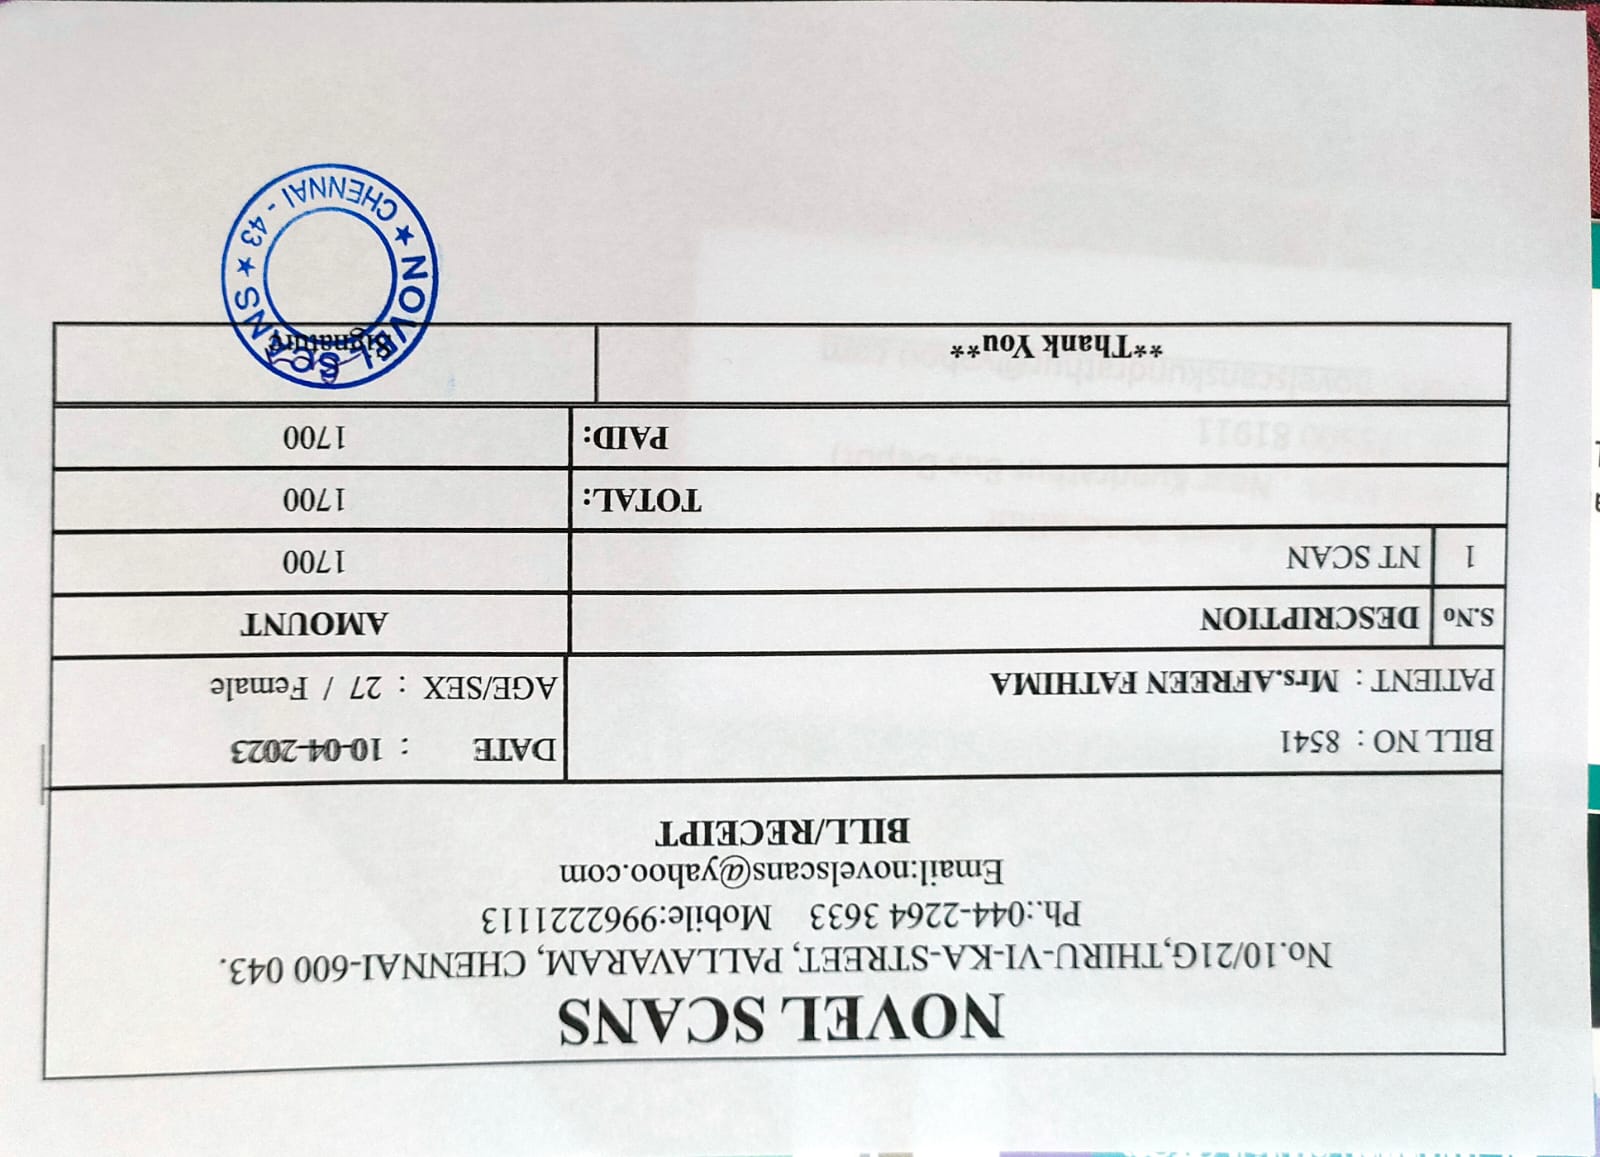 NOVEL SCANS
No.10/21G,THIRU-VI-KA-STREET, PALLAVARAM, CHENNAI-600 043.
Ph.:044-2264 3633 Mobile:9962221113
Email:novelscans@yahoo.com
BILL/RECEIPT
BILL NO : 8541 DATE : 10-04-2023
PATIENT : Mrs.AFREEN FATHIMA AGE/SEX : 27 / Female
S.No DESCRIPTION AMOUNT
1 NT SCAN 1700
TOTAL: 1700
PAID: 1700
**Thank You** Signature
★ NOVEL SCANS ★
CHENNAI - 43